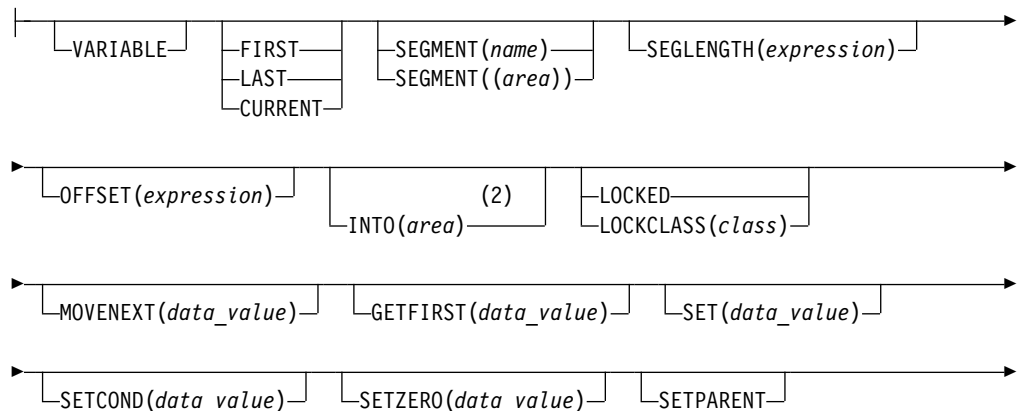 VARIABLE FIRST SEGMENT(name) SEGLENGTH(expression)
LAST SEGMENT((area))
CURRENT
OFFSET(expression) (2) LOCKED
INTO(area) LOCKCLASS(class)
MOVENEXT(data_value) GETFIRST(data_value) SET(data_value)
SETCOND(data_value) SETZERO(data_value) SETPARENT